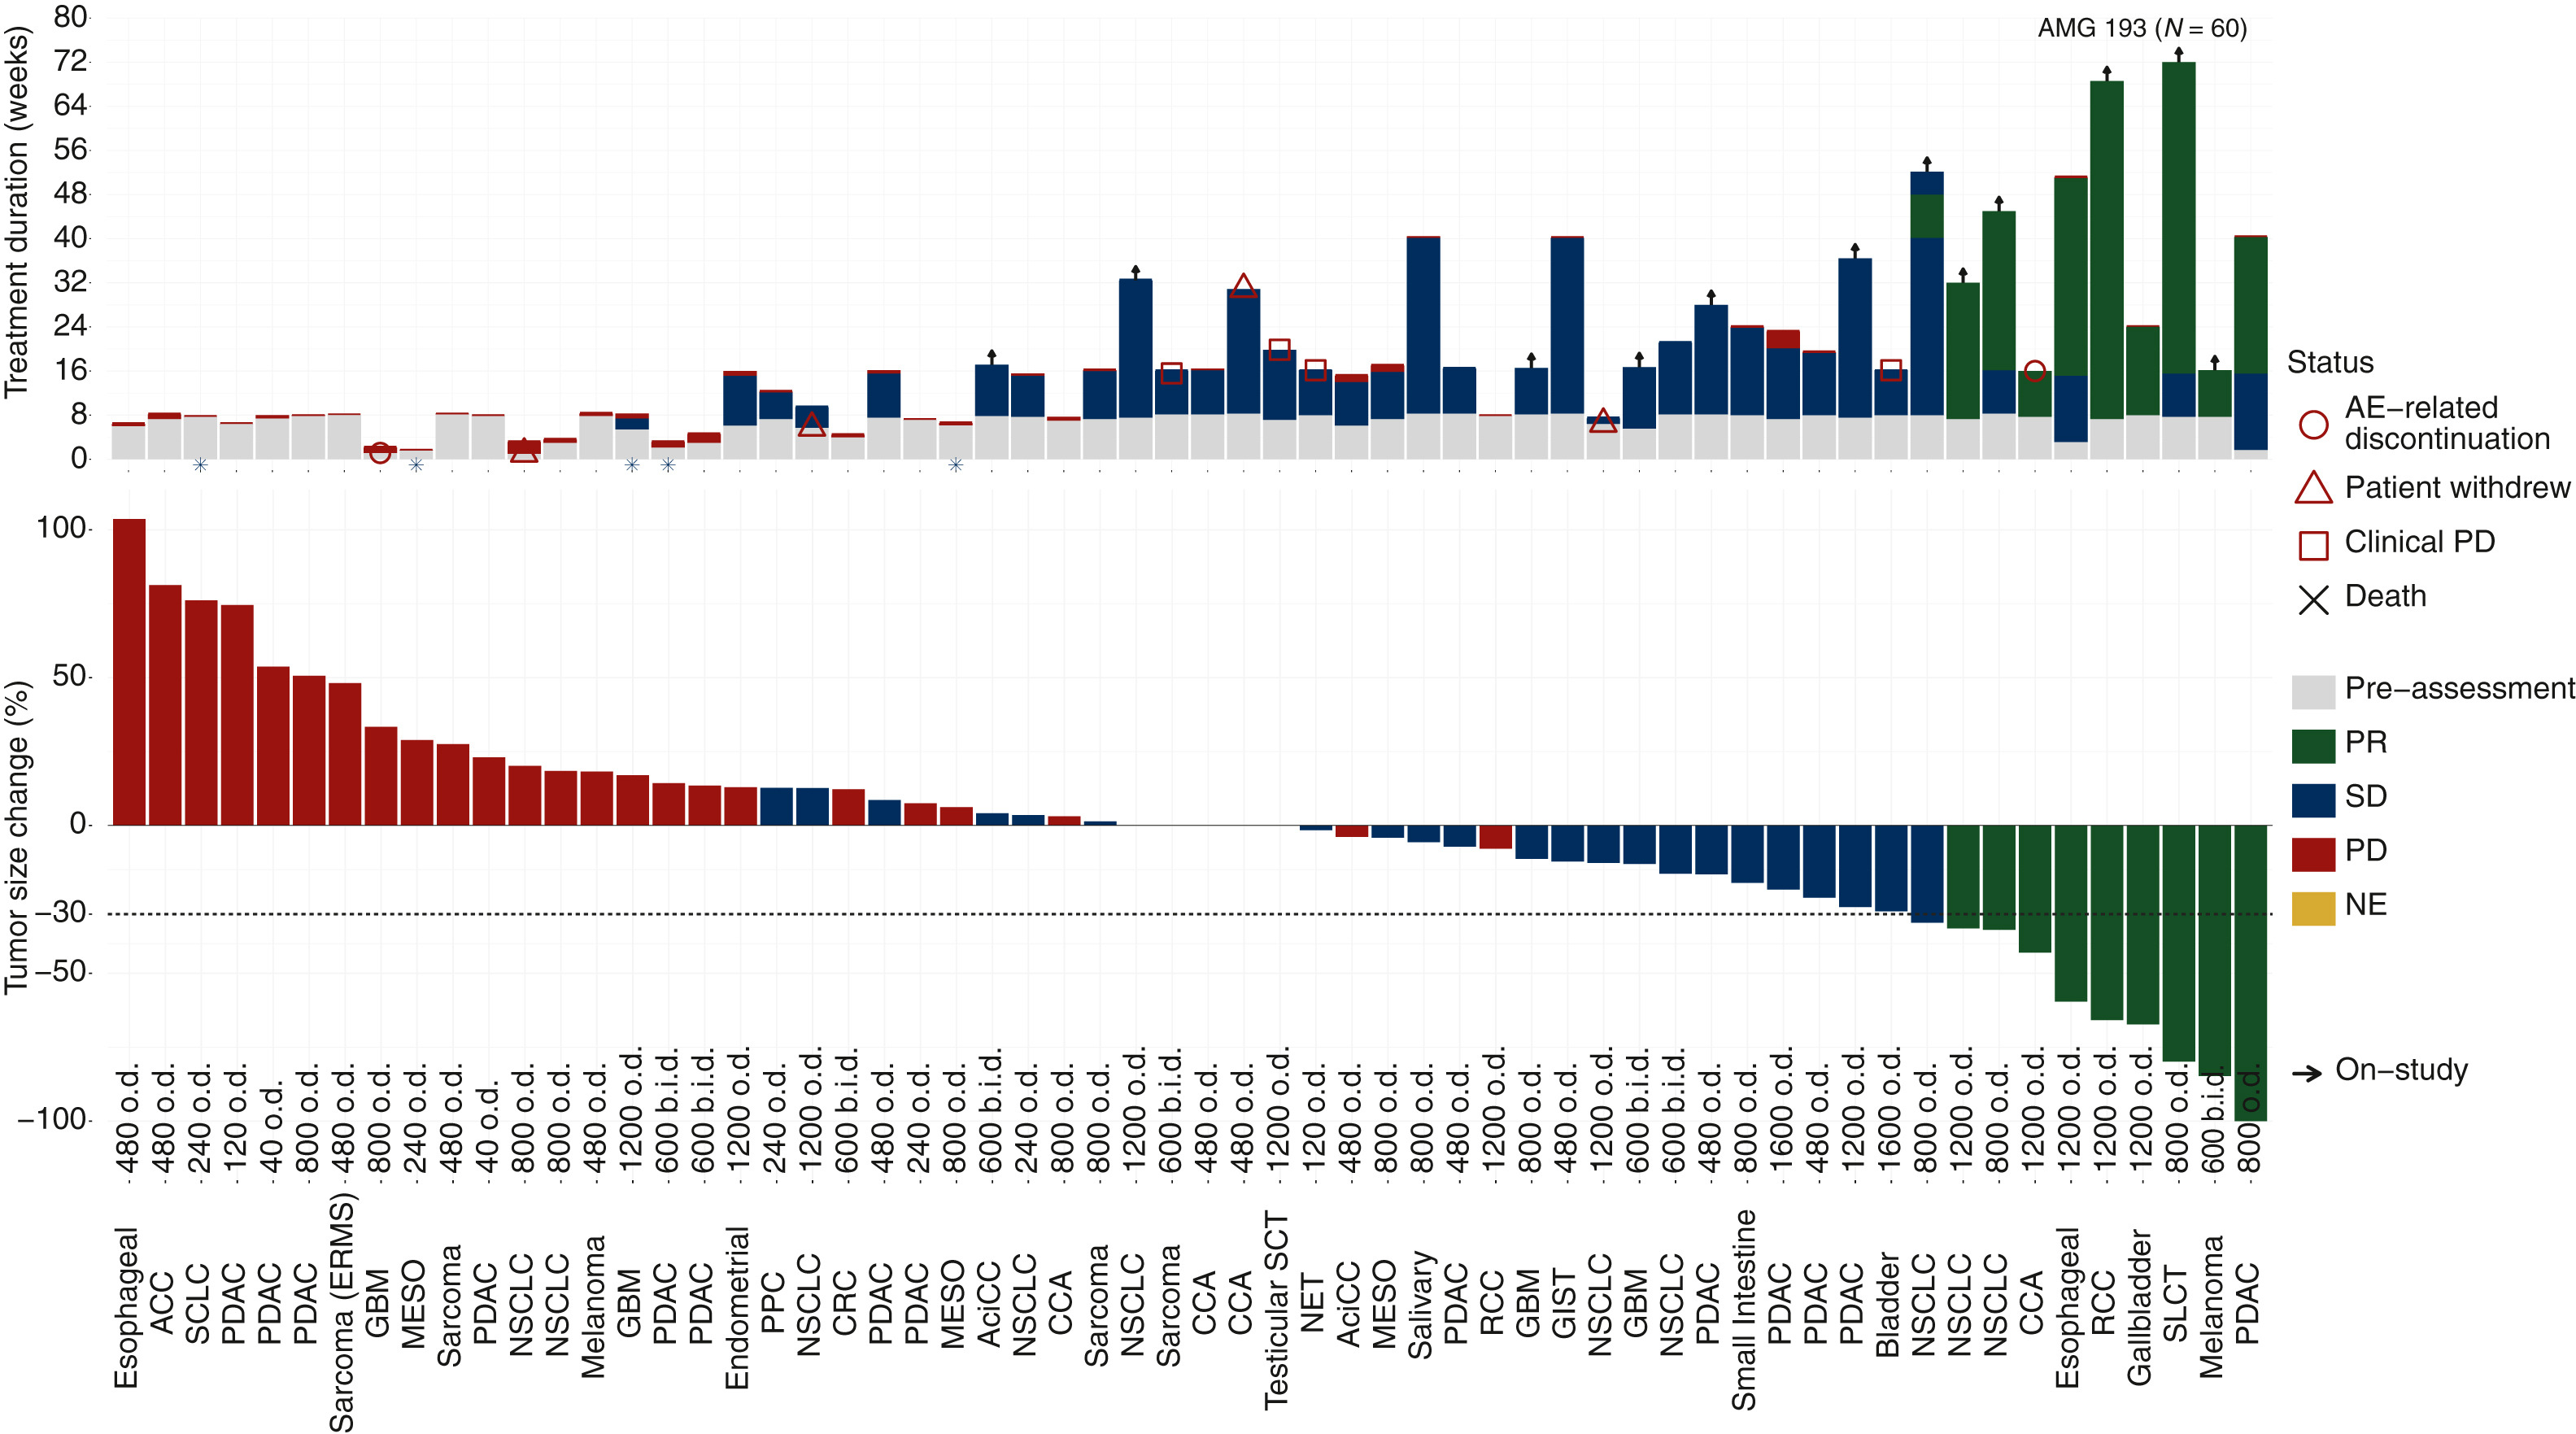 AMG 193 (N = 60)
Treatment duration (weeks)
80
72
64
56
48
40
32
24
16
8
0
Tumor size change (%)
100
50
0
−30
−50
−100
480 o.d.
480 o.d.
240 o.d.
120 o.d.
40 o.d.
800 o.d.
480 o.d.
800 o.d.
240 o.d.
480 o.d.
40 o.d.
800 o.d.
800 o.d.
480 o.d.
1200 o.d.
600 b.i.d.
600 b.i.d.
1200 o.d.
240 o.d.
1200 o.d.
600 b.i.d.
480 o.d.
240 o.d.
800 o.d.
600 b.i.d.
240 o.d.
800 o.d.
800 o.d.
1200 o.d.
600 b.i.d.
480 o.d.
480 o.d.
1200 o.d.
120 o.d.
480 o.d.
800 o.d.
800 o.d.
480 o.d.
1200 o.d.
800 o.d.
480 o.d.
1200 o.d.
600 b.i.d.
600 b.i.d.
480 o.d.
800 o.d.
1600 o.d.
480 o.d.
1200 o.d.
1600 o.d.
800 o.d.
1200 o.d.
800 o.d.
1200 o.d.
1200 o.d.
1200 o.d.
1200 o.d.
800 o.d.
600 b.i.d.
800 o.d.
Esophageal
ACC
SCLC
PDAC
PDAC
PDAC
Sarcoma (ERMS)
GBM
MESO
Sarcoma
PDAC
NSCLC
NSCLC
Melanoma
GBM
PDAC
PDAC
Endometrial
PPC
NSCLC
CRC
PDAC
PDAC
MESO
AciCC
NSCLC
CCA
Sarcoma
NSCLC
Sarcoma
CCA
CCA
Testicular SCT
NET
AciCC
MESO
Salivary
PDAC
RCC
GBM
GIST
NSCLC
GBM
NSCLC
PDAC
Small Intestine
PDAC
PDAC
PDAC
Bladder
NSCLC
NSCLC
NSCLC
CCA
Esophageal
RCC
Gallbladder
SLCT
Melanoma
PDAC
Status
AE−related
discontinuation
Patient withdrew
Clinical PD
Death
Pre−assessment
PR
SD
PD
NE
On−study